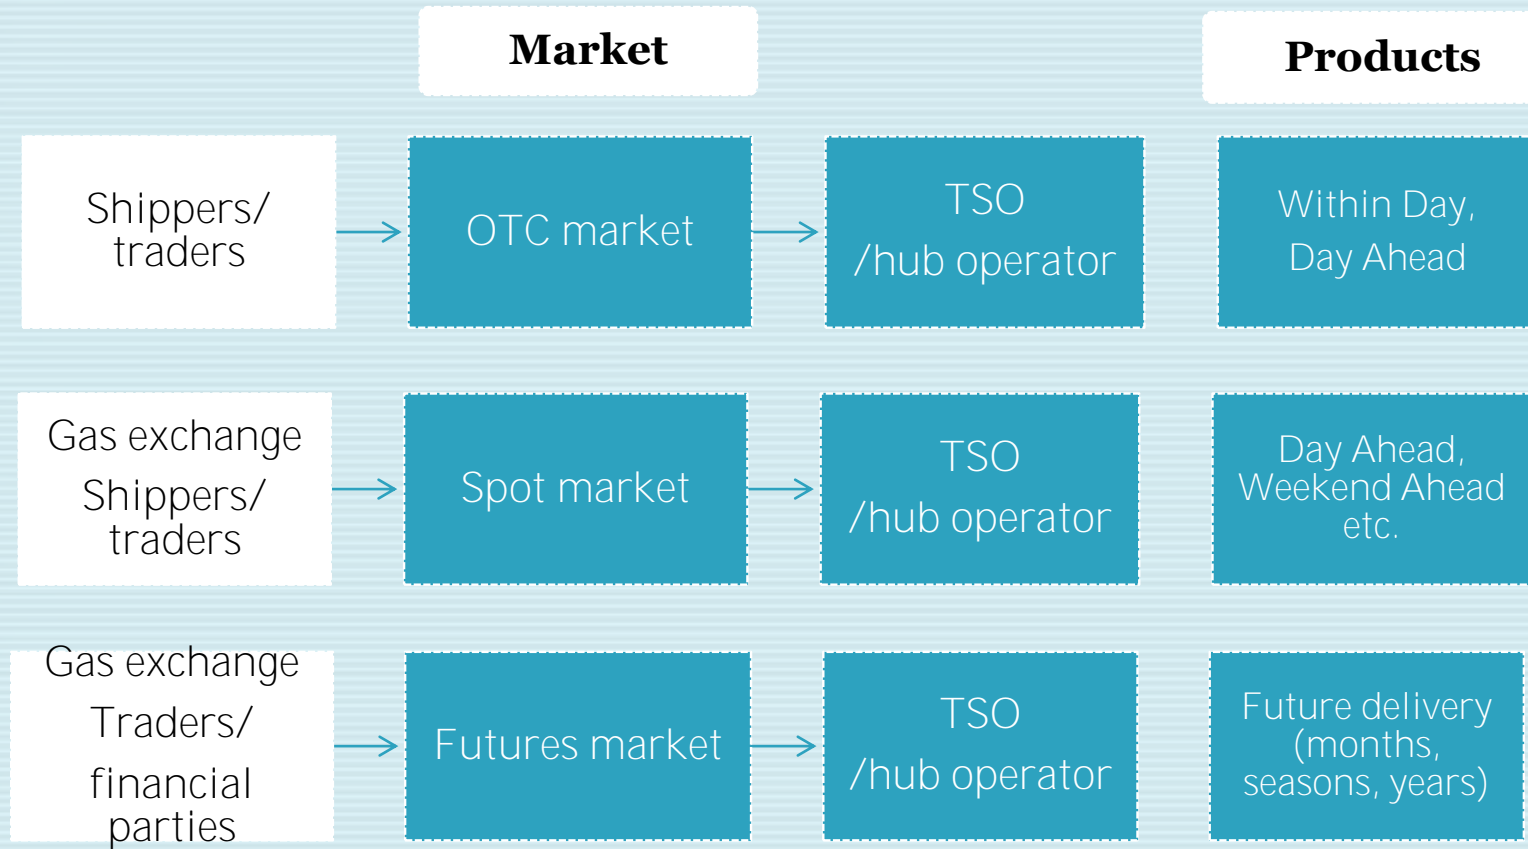 Market
Products
Shippers/
traders
OTC market
TSO
/hub operator
Within Day,
Day Ahead
Gas exchange
Shippers/
traders
Spot market
TSO
/hub operator
Day Ahead,
Weekend Ahead
etc.
Gas exchange
Traders/
financial
parties
Futures market
TSO
/hub operator
Future delivery
(months,
seasons, years)